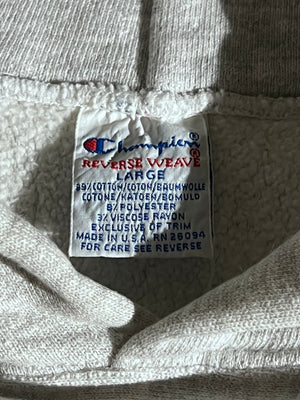 Champion®
REVERSE WEAVE®
LARGE
89% COTTON/COTON/BAUMWOLLE
COTONE/KATOEN/BOMULD
8% POLYESTER
3% VISCOSE RAYON
EXCLUSIVE OF TRIM
MADE IN U.S.A. RN 26094
FOR CARE SEE REVERSE